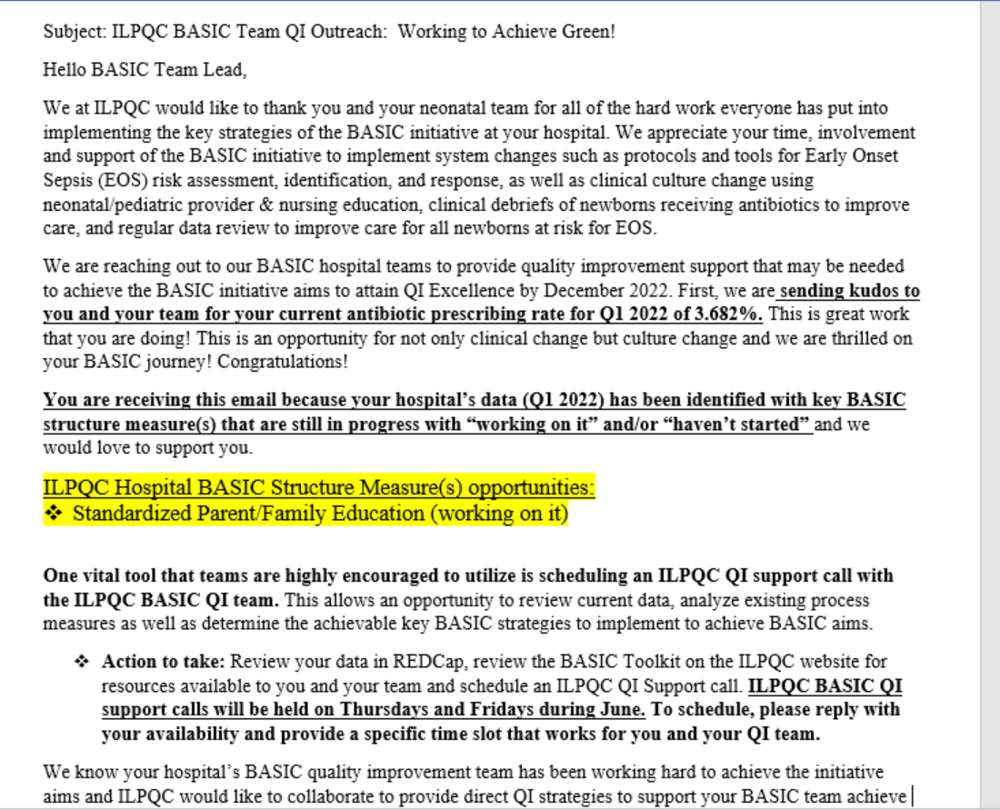 Subject: ILPQC BASIC Team QI Outreach:  Working to Achieve Green!
Hello BASIC Team Lead,
We at ILPQC would like to thank you and your neonatal team for all of the hard work everyone has put into
implementing the key strategies of the BASIC initiative at your hospital. We appreciate your time, involvement
and support of the BASIC initiative to implement system changes such as protocols and tools for Early Onset
Sepsis (EOS) risk assessment, identification, and response, as well as clinical culture change using
neonatal/pediatric provider & nursing education, clinical debriefs of newborns receiving antibiotics to improve
care, and regular data review to improve care for all newborns at risk for EOS.
We are reaching out to our BASIC hospital teams to provide quality improvement support that may be needed
to achieve the BASIC initiative aims to attain QI Excellence by December 2022. First, we are sending kudos to
you and your team for your current antibiotic prescribing rate for Q1 2022 of 3.682%. This is great work
that you are doing! This is an opportunity for not only clinical change but culture change and we are thrilled on
your BASIC journey! Congratulations!
You are receiving this email because your hospital's data (Q1 2022) has been identified with key BASIC
structure measure(s) that are still in progress with "working on it" and/or "haven't started" and we
would love to support you.
ILPQC Hospital BASIC Structure Measure(s) opportunities:
❖ Standardized Parent/Family Education (working on it)
One vital tool that teams are highly encouraged to utilize is scheduling an ILPQC QI support call with
the ILPQC BASIC QI team. This allows an opportunity to review current data, analyze existing process
measures as well as determine the achievable key BASIC strategies to implement to achieve BASIC aims.
❖ Action to take: Review your data in REDCap, review the BASIC Toolkit on the ILPQC website for
resources available to you and your team and schedule an ILPQC QI Support call. ILPQC BASIC QI
support calls will be held on Thursdays and Fridays during June. To schedule, please reply with
your availability and provide a specific time slot that works for you and your QI team.
We know your hospital's BASIC quality improvement team has been working hard to achieve the initiative
aims and ILPQC would like to collaborate to provide direct QI strategies to support your BASIC team achieve